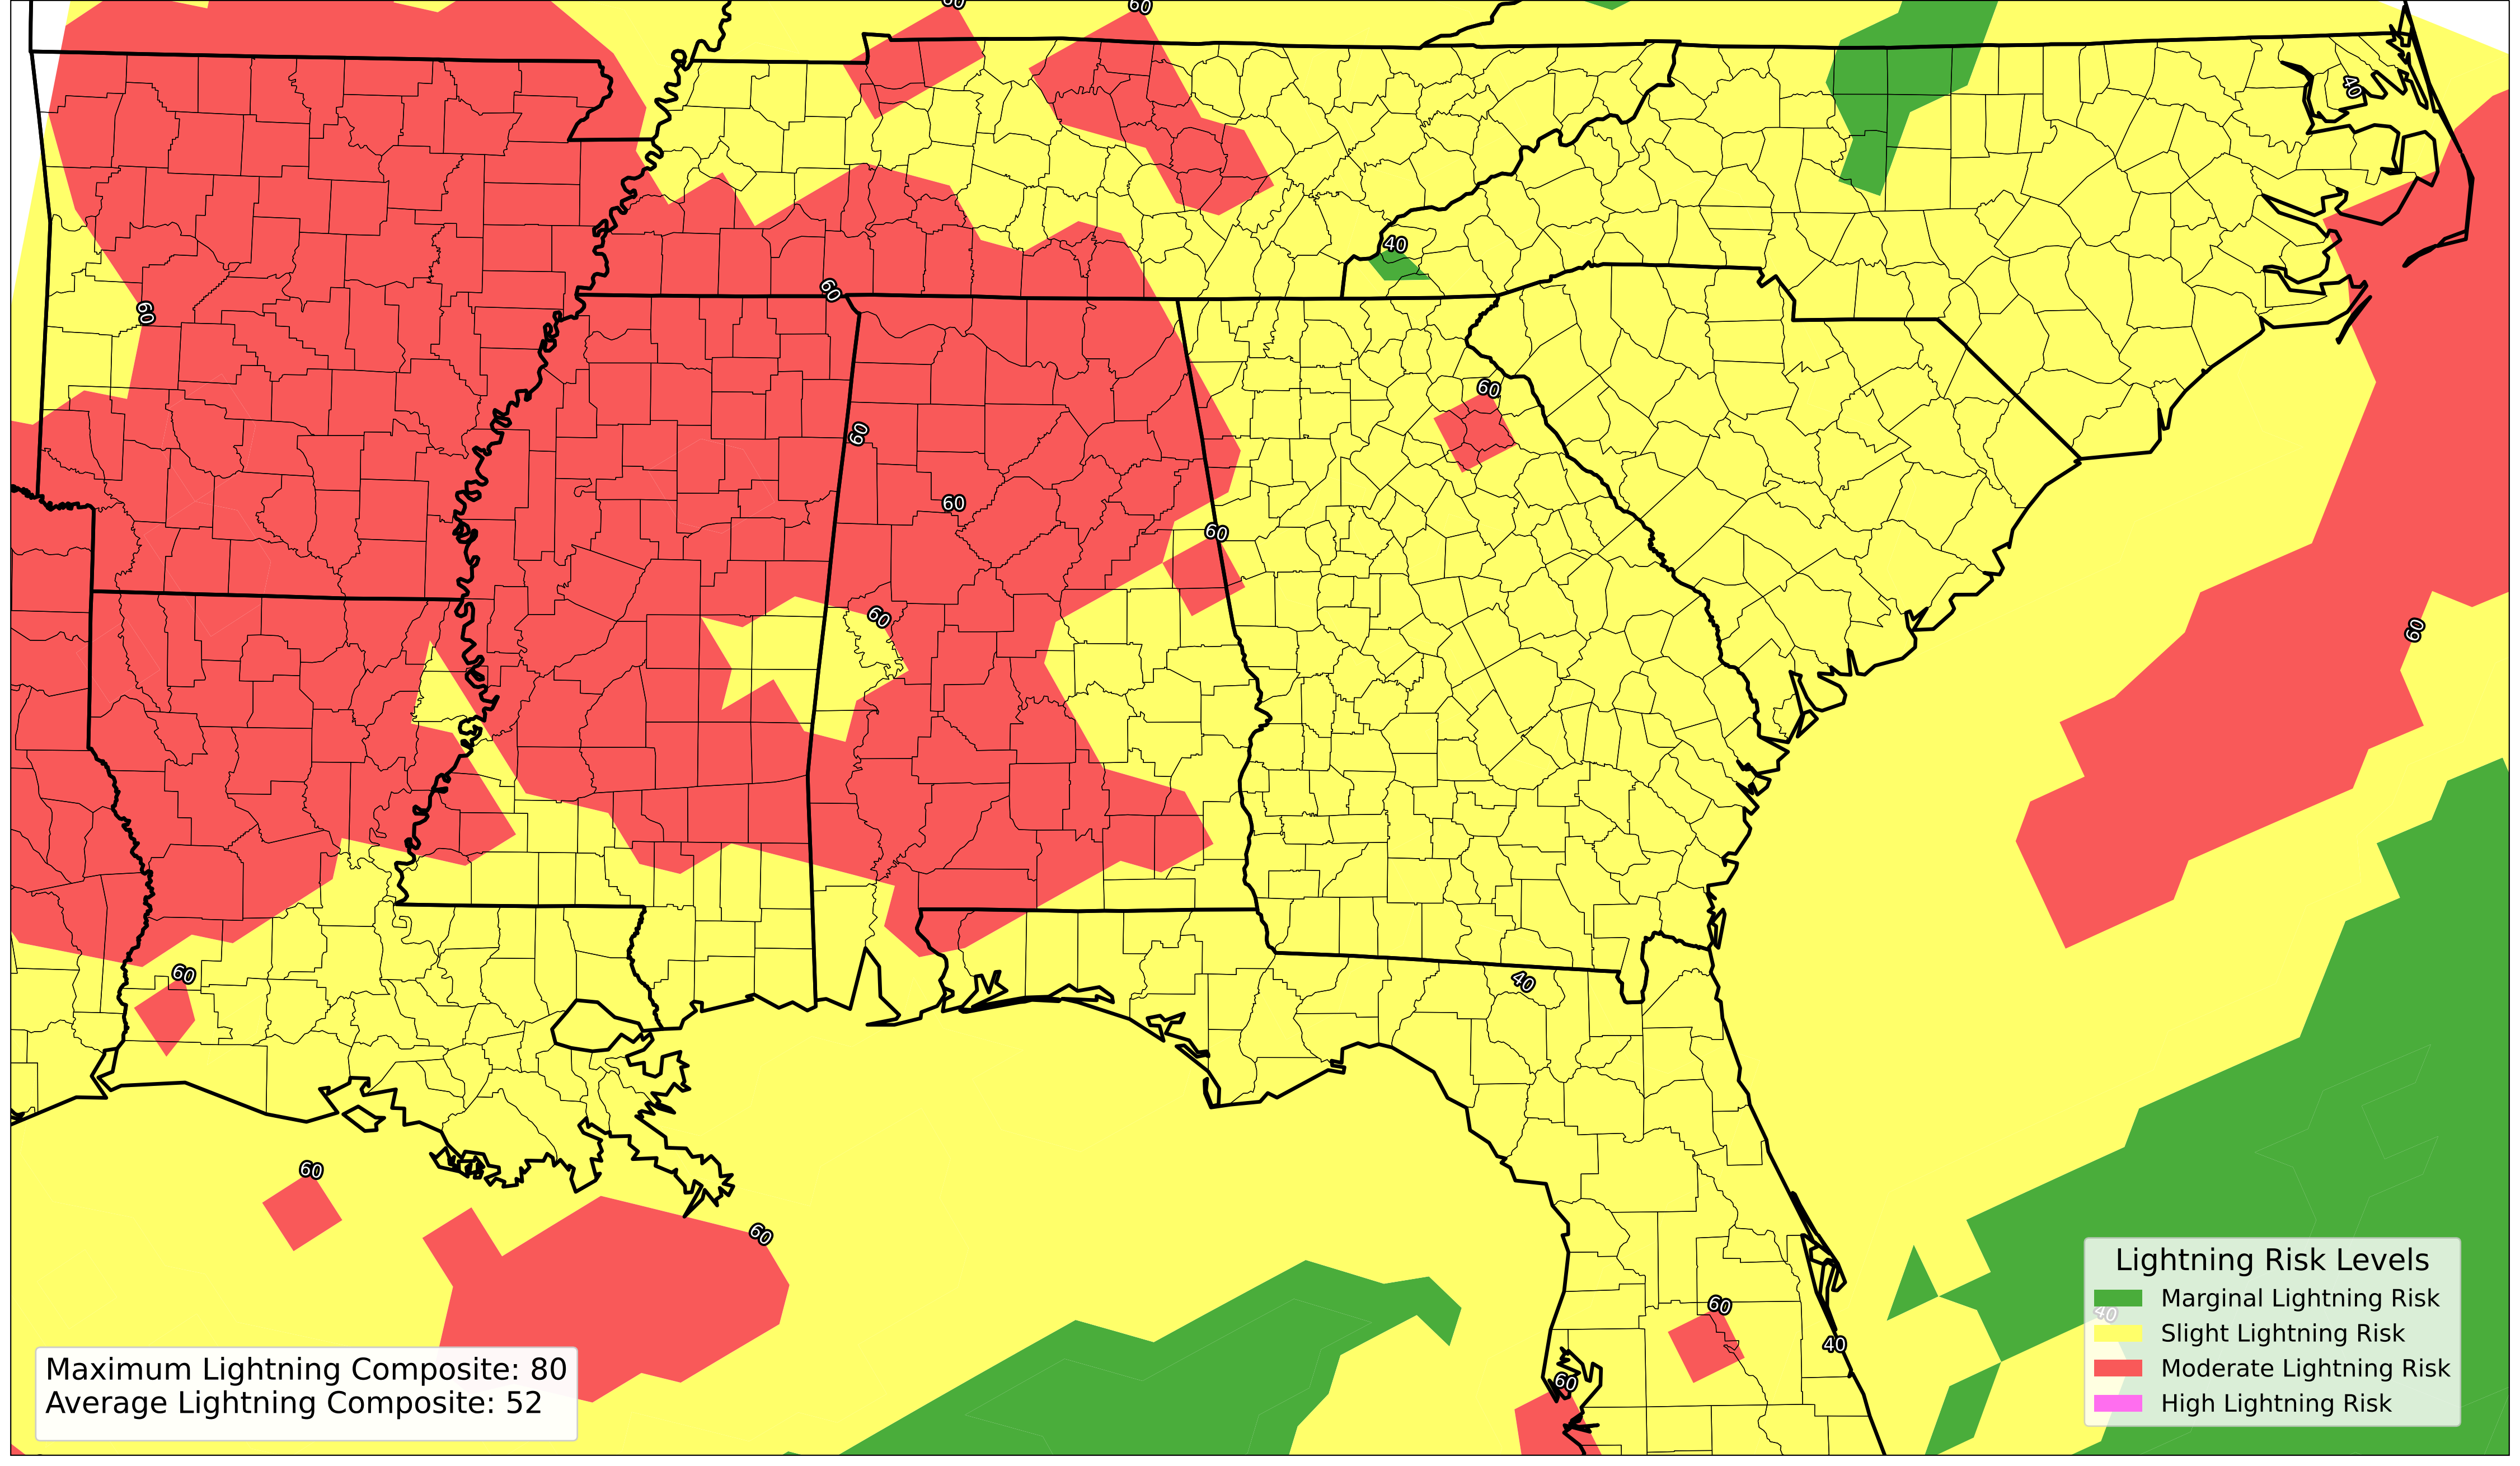 60
60
40
40
60
60
60
60
60
60
60
60
60
40
60
60
60
40
60
40
Maximum Lightning Composite: 80
Average Lightning Composite: 52
Lightning Risk Levels
Marginal Lightning Risk
Slight Lightning Risk
Moderate Lightning Risk
High Lightning Risk